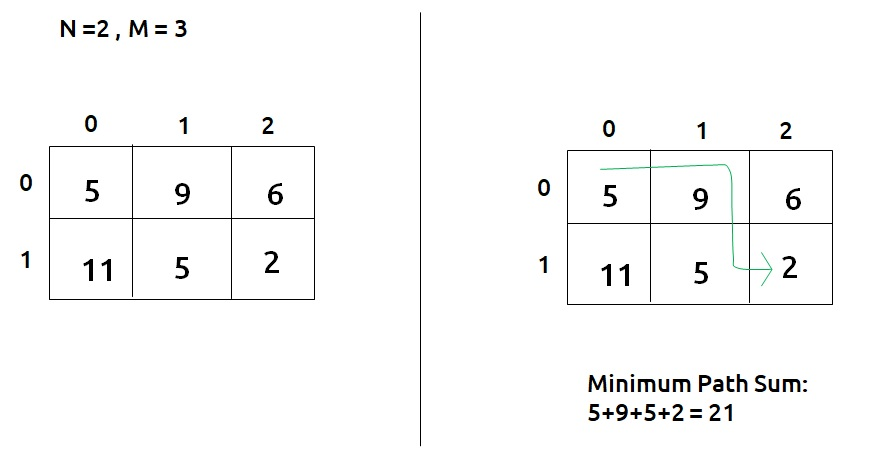 N =2 , M = 3
0 1 2
0 5 9 6
1 11 5 2
0 1 2
0 5 9 6
1 11 5 2
Minimum Path Sum:
5+9+5+2 = 21